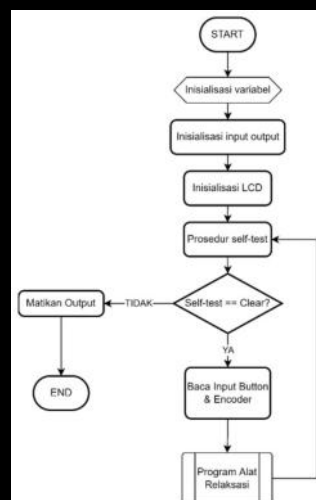 START
Inisialisasi variabel
Inisialisasi input output
Inisialisasi LCD
Prosedur self-test
Self-test == Clear?
TIDAK
Matikan Output
END
YA
Baca Input Button
& Encoder
Program Alat
Relaksasi